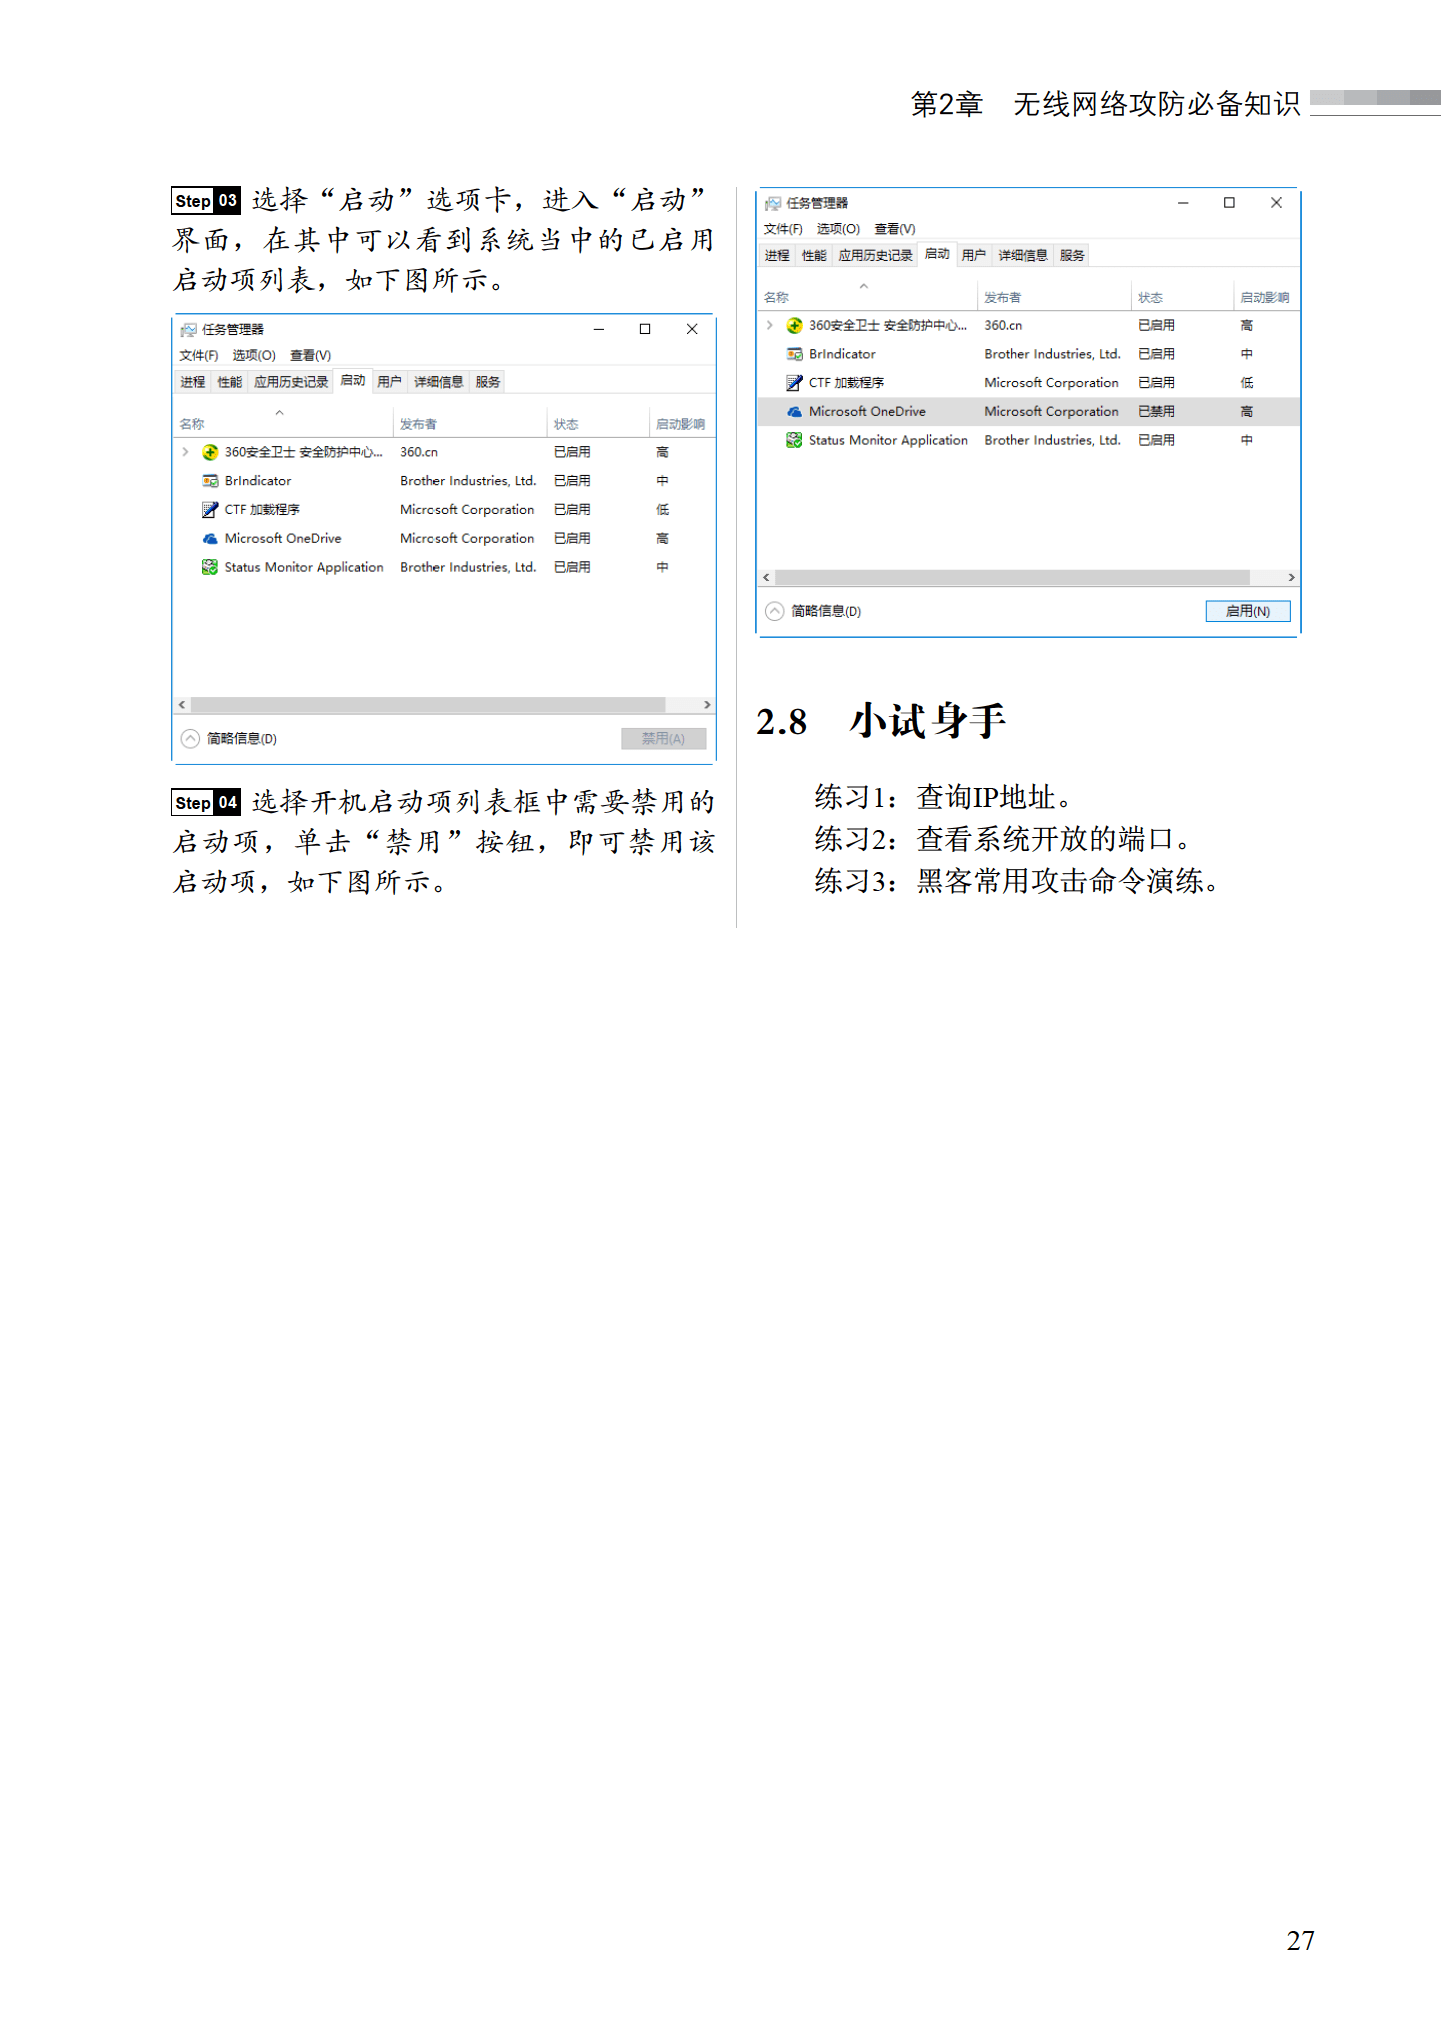 第2章 无线网络攻防必备知识
Step 03 选择“启动”选项卡，进入“启动”
界面，在其中可以看到系统当中的已启用
启动项列表，如下图所示。
任务管理器
文件(F) 选项(O) 查看(V)
进程 性能 应用历史记录 启动 用户 详细信息 服务
名称 发布者 状态 启动影响
360安全卫士 安全防护中心... 360.cn 已启用 高
BrIndicator Brother Industries, Ltd. 已启用 中
CTF 加载程序 Microsoft Corporation 已启用 低
Microsoft OneDrive Microsoft Corporation 已启用 高
Status Monitor Application Brother Industries, Ltd. 已启用 中
简略信息(D) 禁用(A)
Step 04 选择开机启动项列表框中需要禁用的
启动项，单击“禁用”按钮，即可禁用该
启动项，如下图所示。
任务管理器
文件(F) 选项(O) 查看(V)
进程 性能 应用历史记录 启动 用户 详细信息 服务
名称 发布者 状态 启动影响
360安全卫士 安全防护中心... 360.cn 已启用 高
BrIndicator Brother Industries, Ltd. 已启用 中
CTF 加载程序 Microsoft Corporation 已启用 低
Microsoft OneDrive Microsoft Corporation 已禁用 高
Status Monitor Application Brother Industries, Ltd. 已启用 中
简略信息(D) 启用(N)
2.8 小试身手
练习1：查询IP地址。
练习2：查看系统开放的端口。
练习3：黑客常用攻击命令演练。
27